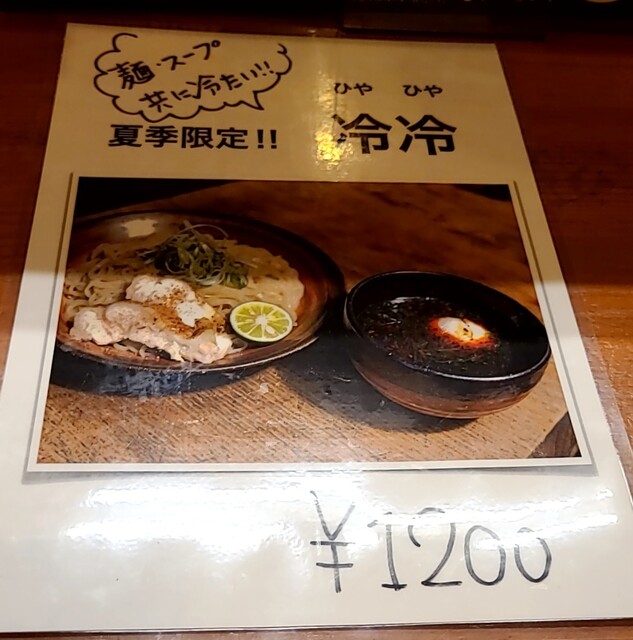 麺・スープ
共に冷たい!!
ひや ひや
夏季限定!! 冷冷
¥1200